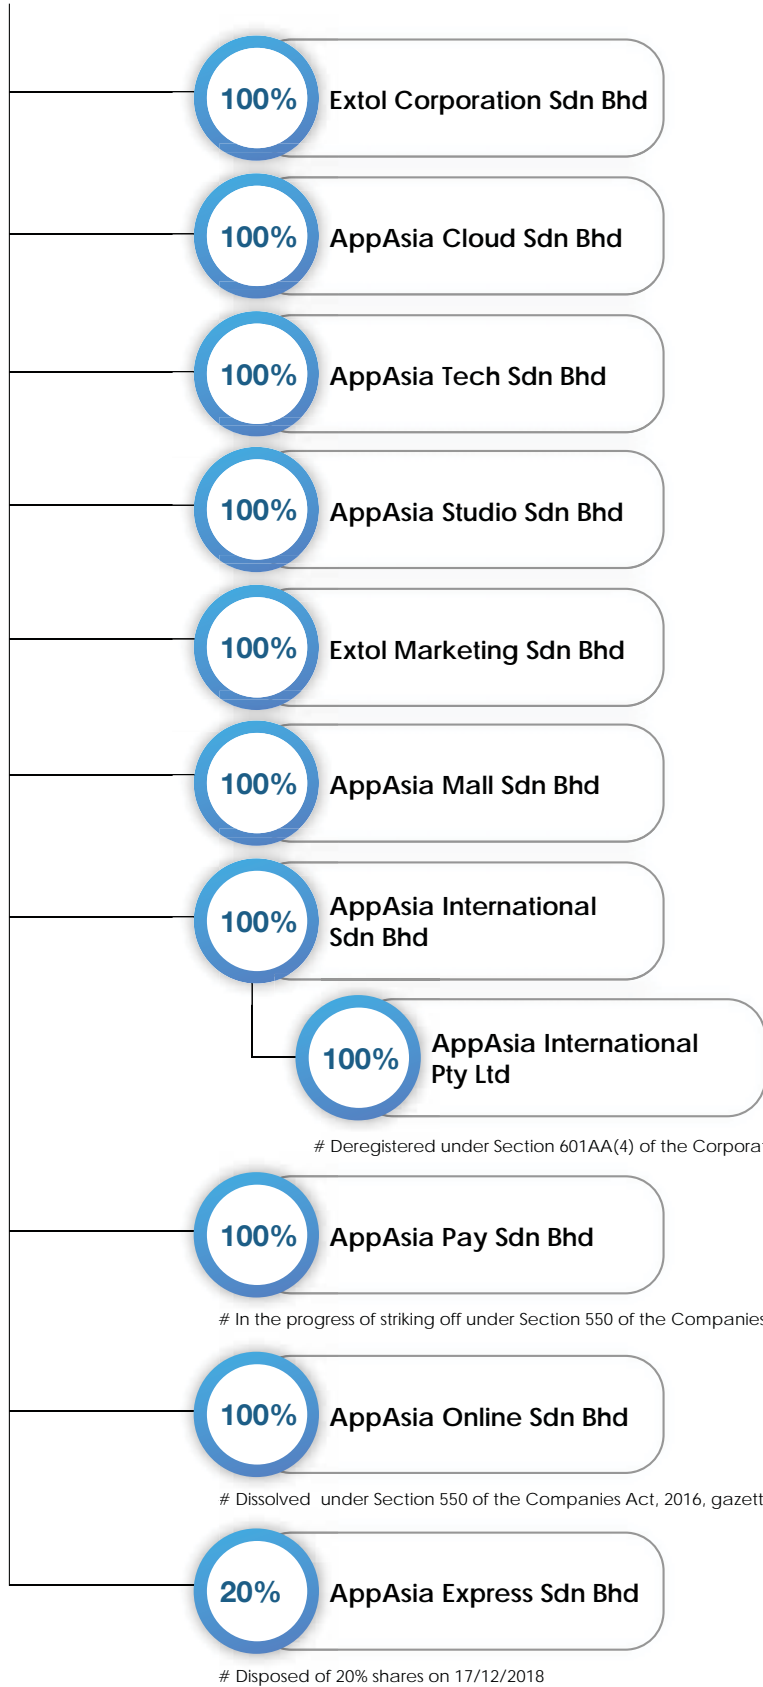 100% Extol Corporation Sdn Bhd
100% AppAsia Cloud Sdn Bhd
100% AppAsia Tech Sdn Bhd
100% AppAsia Studio Sdn Bhd
100% Extol Marketing Sdn Bhd
100% AppAsia Mall Sdn Bhd
100% AppAsia International
Sdn Bhd
100% AppAsia International
Pty Ltd
# Deregistered under Section 601AA(4) of the Corpora
100% AppAsia Pay Sdn Bhd
# In the progress of striking off under Section 550 of the Companies
100% AppAsia Online Sdn Bhd
# Dissolved under Section 550 of the Companies Act, 2016, gazett
20% AppAsia Express Sdn Bhd
# Disposed of 20% shares on 17/12/2018